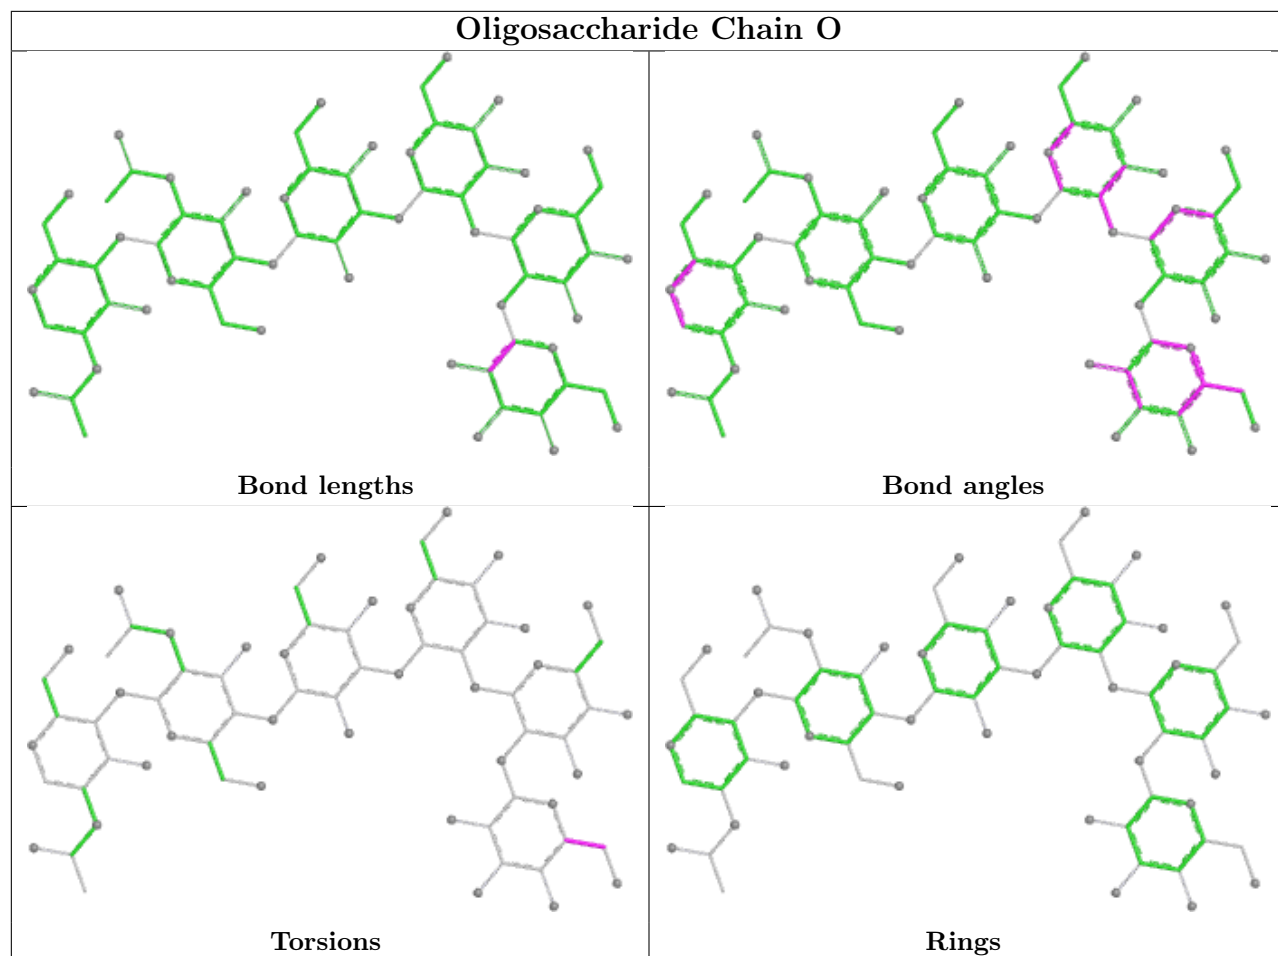 Oligosaccharide Chain O
Bond lengths
Bond angles
Torsions
Rings